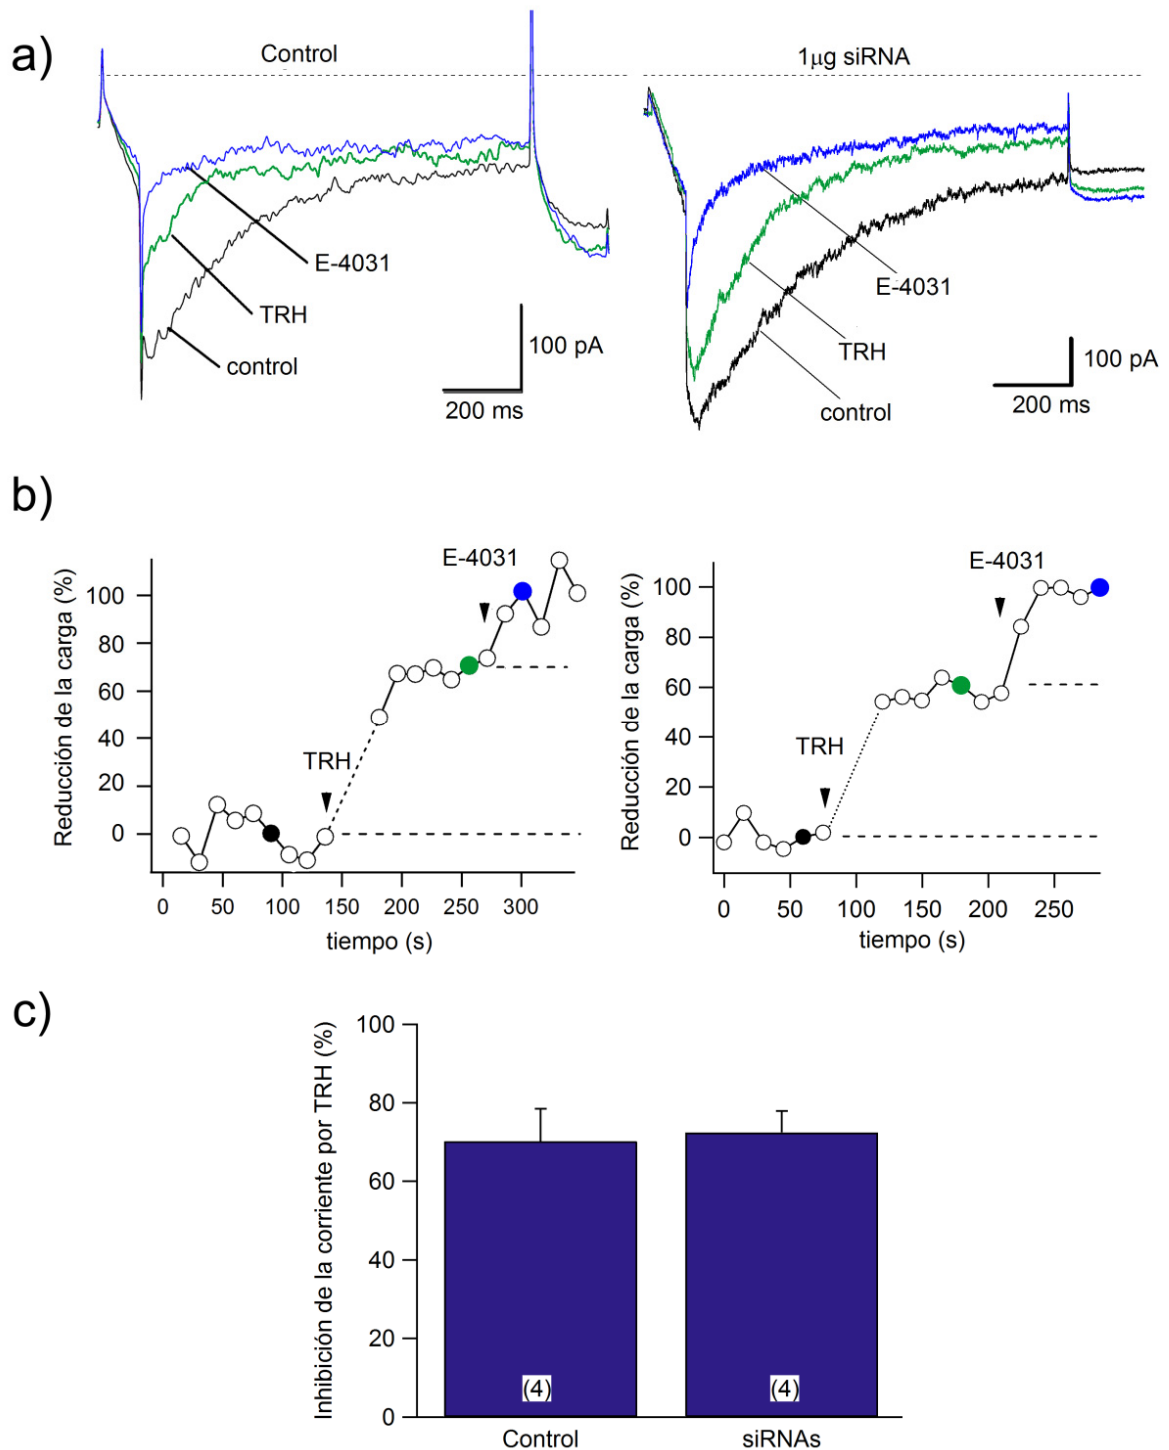 a)
Control
1μg siRNA
E-4031
TRH
control
100 pA
200 ms
E-4031
TRH
control
100 pA
200 ms
b)
Reducción de la carga (%)
100
80
60
40
20
0
E-4031
TRH
0 50 100 150 200 250 300
tiempo (s)
Reducción de la carga (%)
100
80
60
40
20
0
E-4031
TRH
0 50 100 150 200 250
tiempo (s)
c)
Inhibición de la corriente por TRH (%)
100
80
60
40
20
0
(4) (4)
Control siRNAs